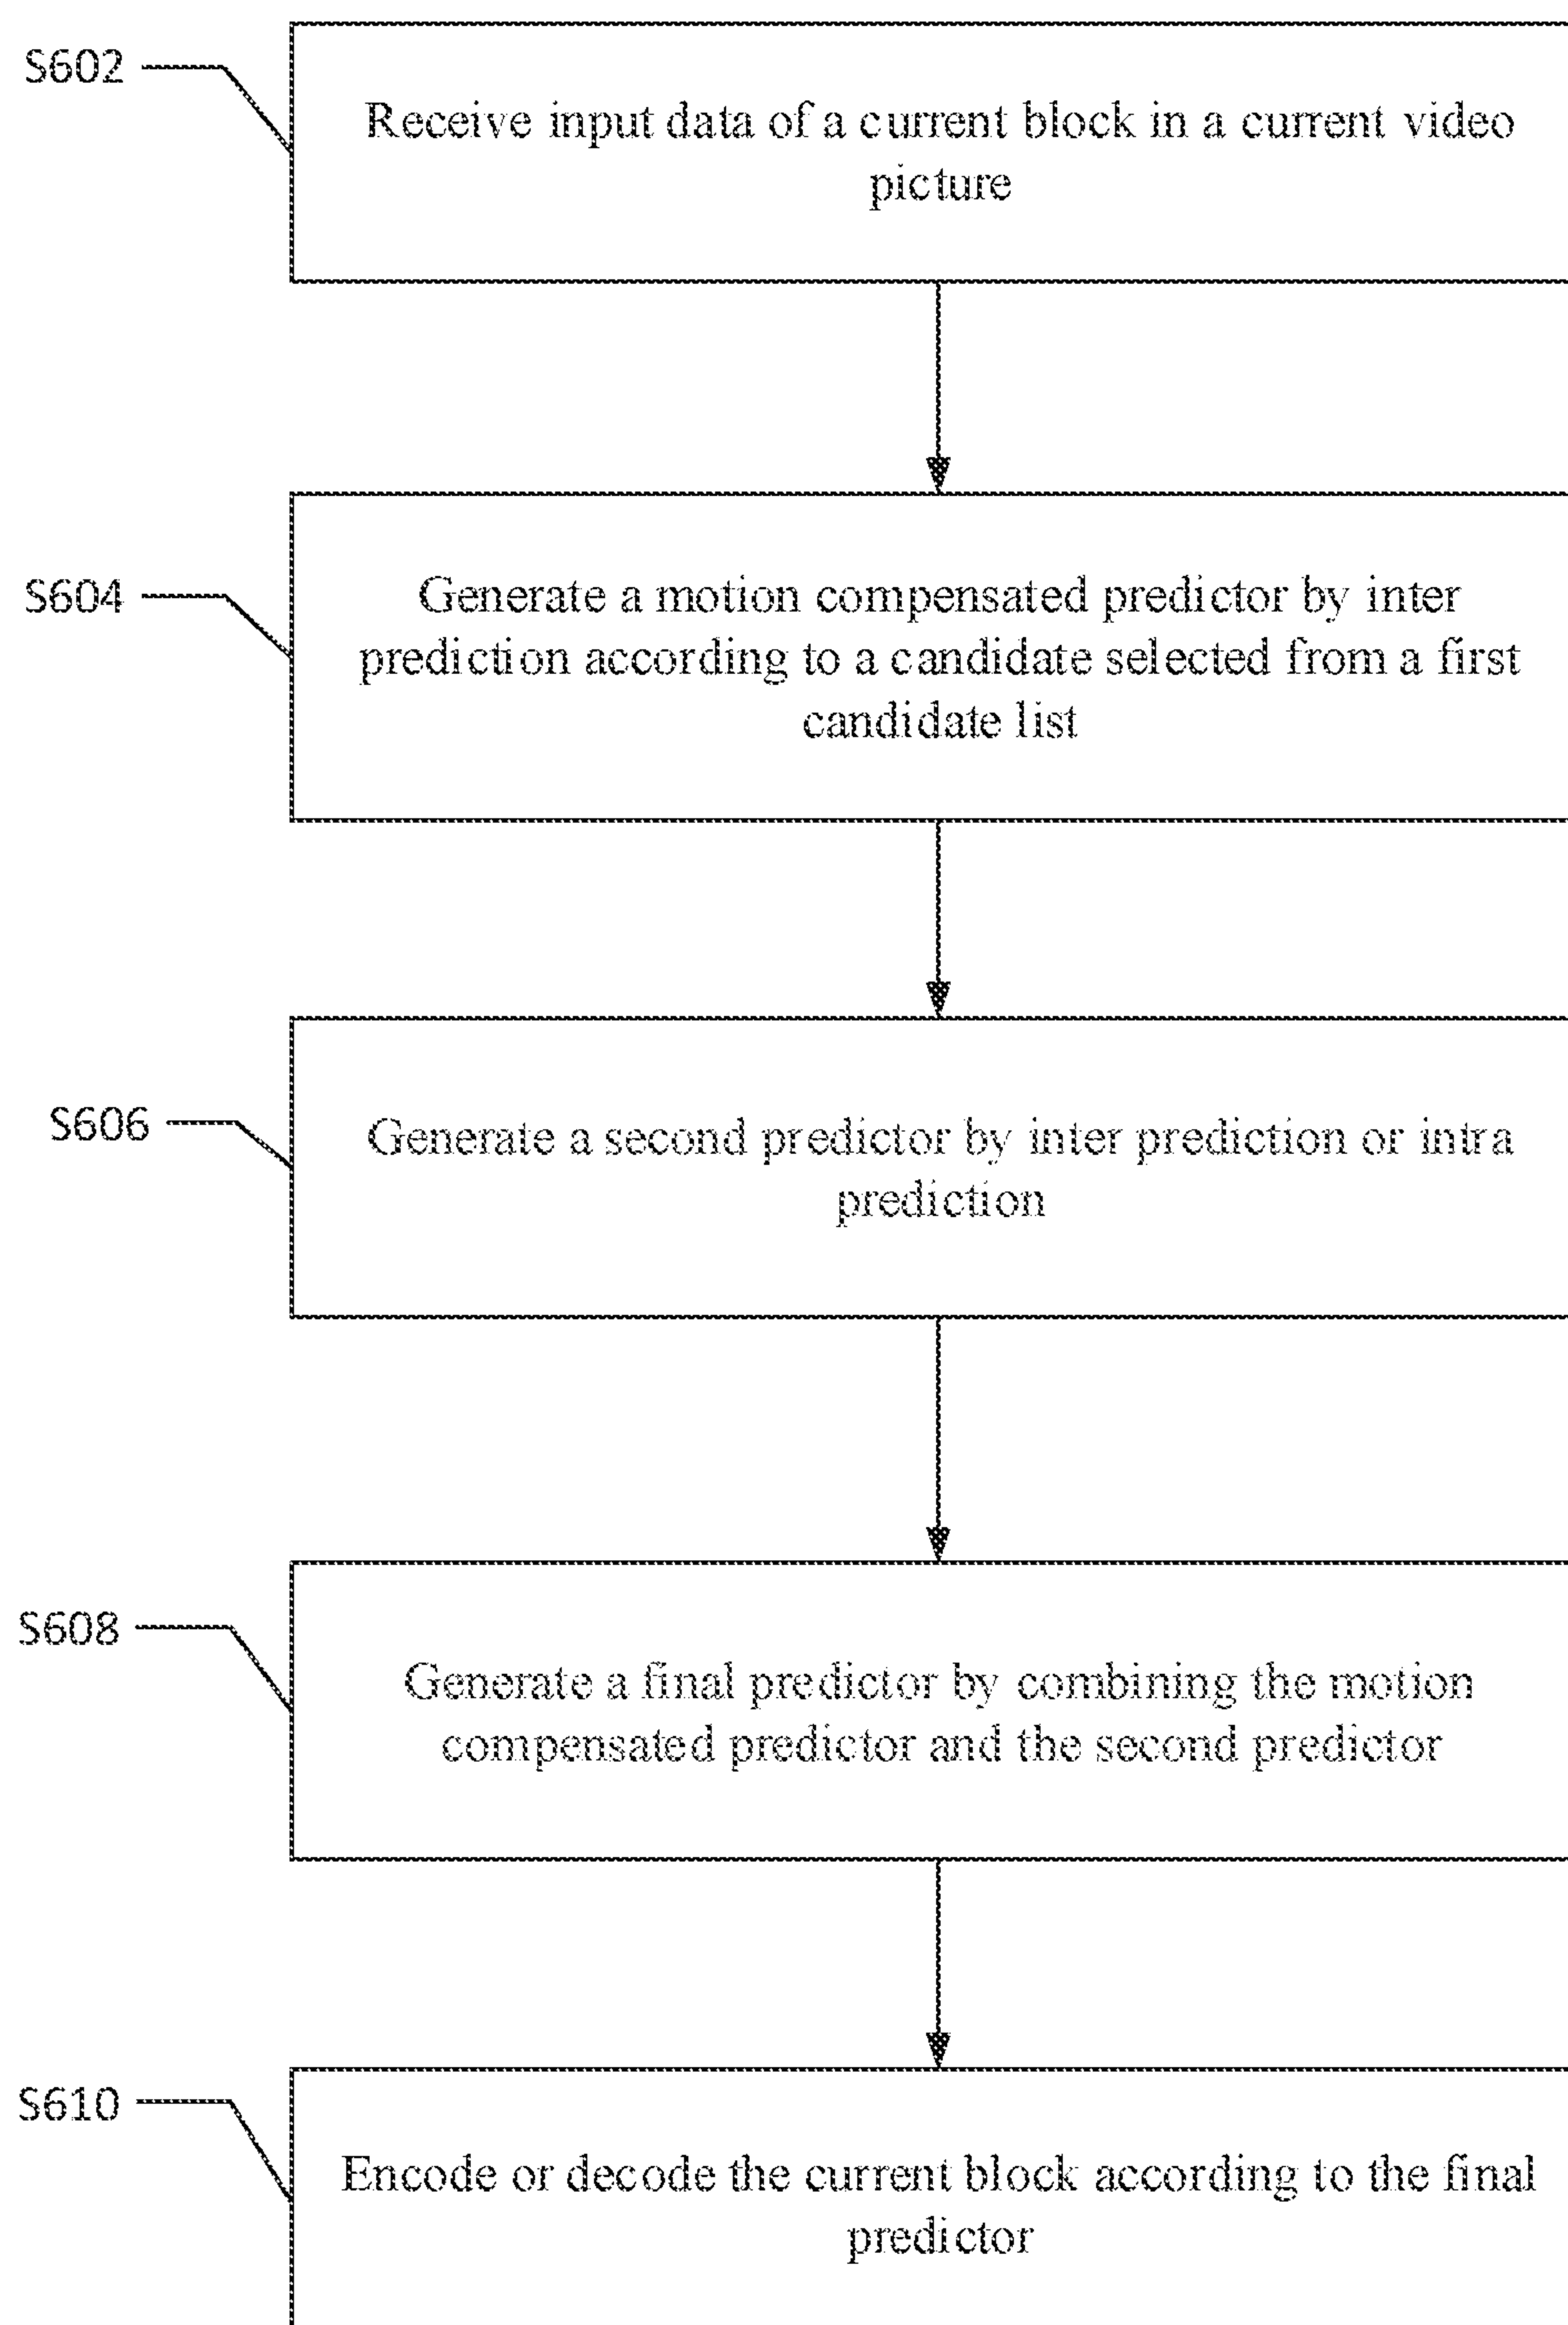 S602
Receive input data of a current block in a current video
picture
S604
Generate a motion compensated predictor by inter
prediction according to a candidate selected from a first
candidate list
S606
Generate a second predictor by inter prediction or intra
prediction
S608
Generate a final predictor by combining the motion
compensated predictor and the second predictor
S610
Encode or decode the current block according to the final
predictor